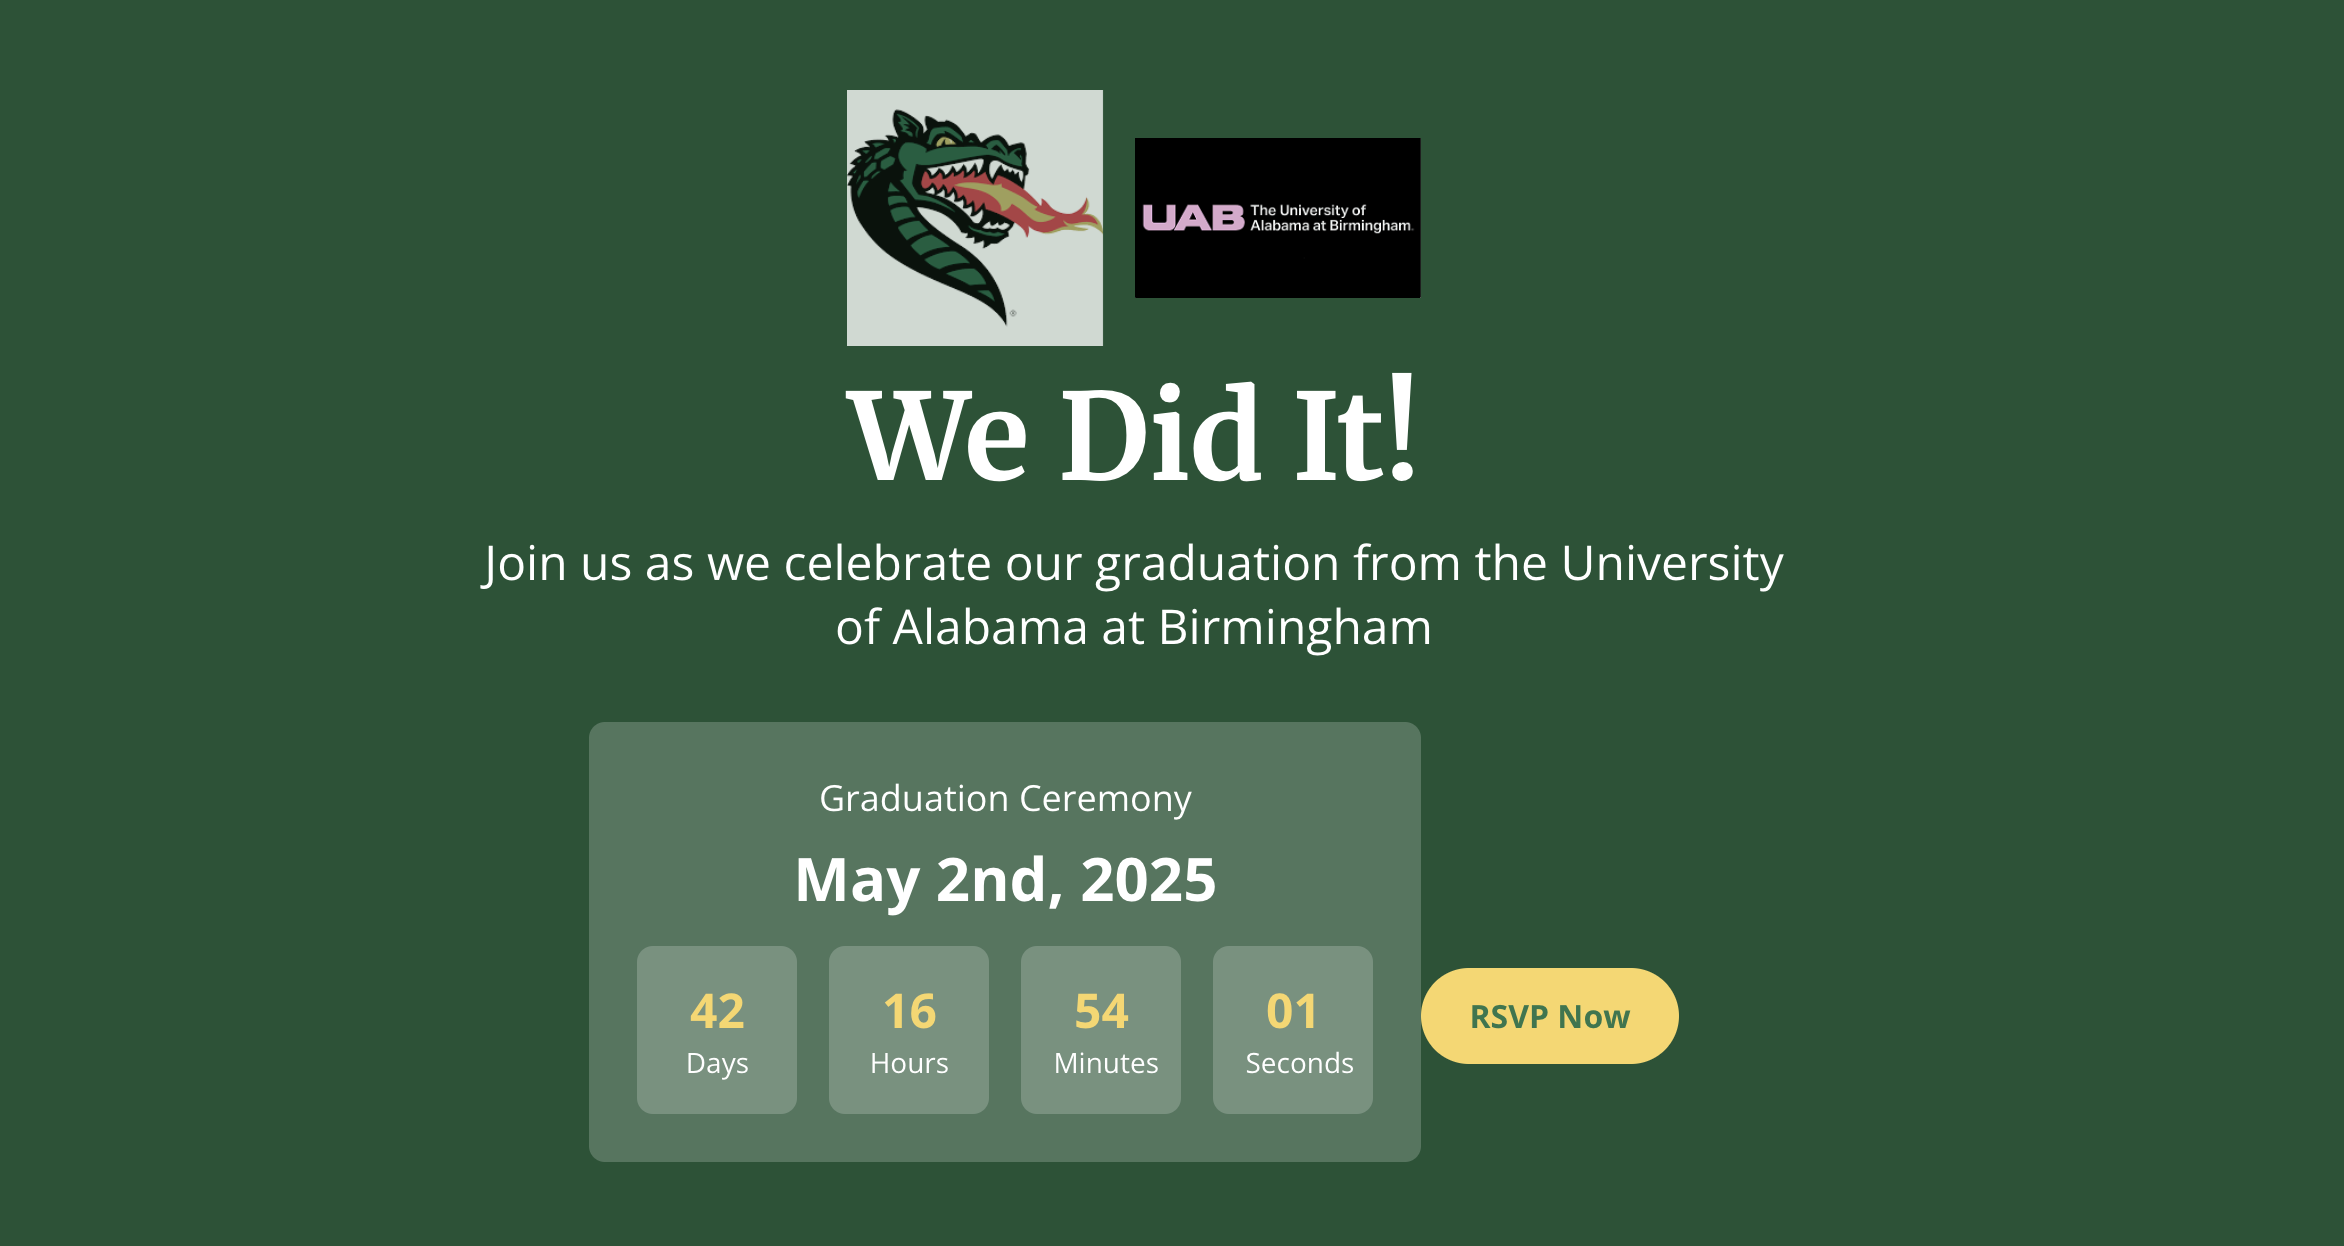 ®
UAB The University of
Alabama at Birmingham.
We Did It!
Join us as we celebrate our graduation from the University
of Alabama at Birmingham
Graduation Ceremony
May 2nd, 2025
42 16 54 01
Days Hours Minutes Seconds
RSVP Now